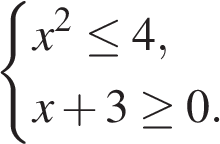 x² ≤ 4,
x + 3 ≥ 0.